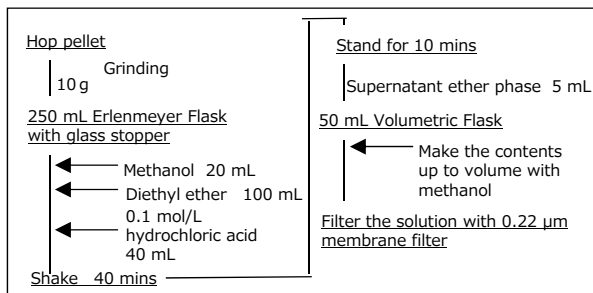 Hop pellet
Grinding
10 g
250 mL Erlenmeyer Flask
with glass stopper
Methanol 20 mL
Diethyl ether 100 mL
0.1 mol/L
hydrochloric acid
40 mL
Shake 40 mins
Stand for 10 mins
Supernatant ether phase 5 mL
50 mL Volumetric Flask
Make the contents
up to volume with
methanol
Filter the solution with 0.22 µm
membrane filter